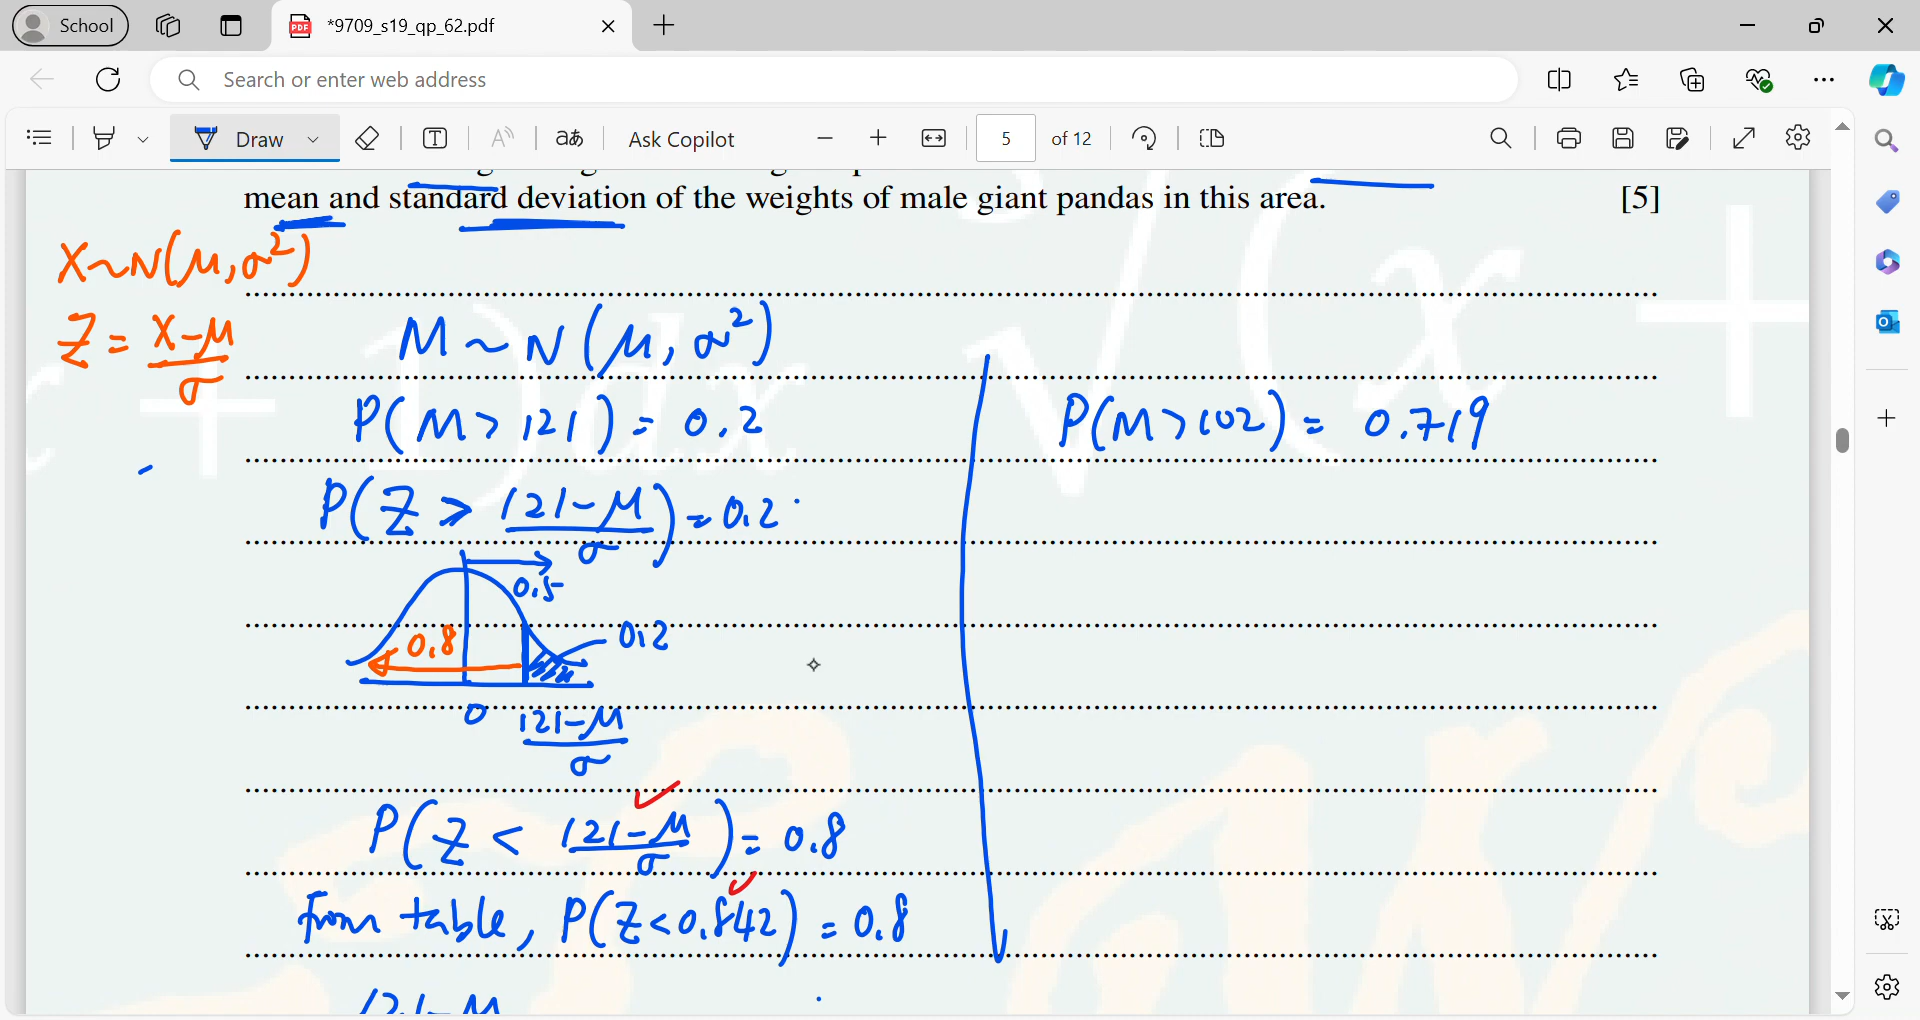 School
*9709_s19_qp_62.pdf
Search or enter web address
Draw
Ask Copilot
5 of 12
mean and standard deviation of the weights of male giant pandas in this area. [5]
X~N(μ,σ²)
Z = X-μ/σ
M ~ N(μ, σ²)
P(M > 121) = 0.2
P(Z > 121-μ/σ) = 0.2
0.5
0.8
0.2
0
121-μ/σ
P(Z < 121-μ/σ) = 0.8
From table, P(Z<0.842) = 0.8
121-μ
P(M>102) = 0.719